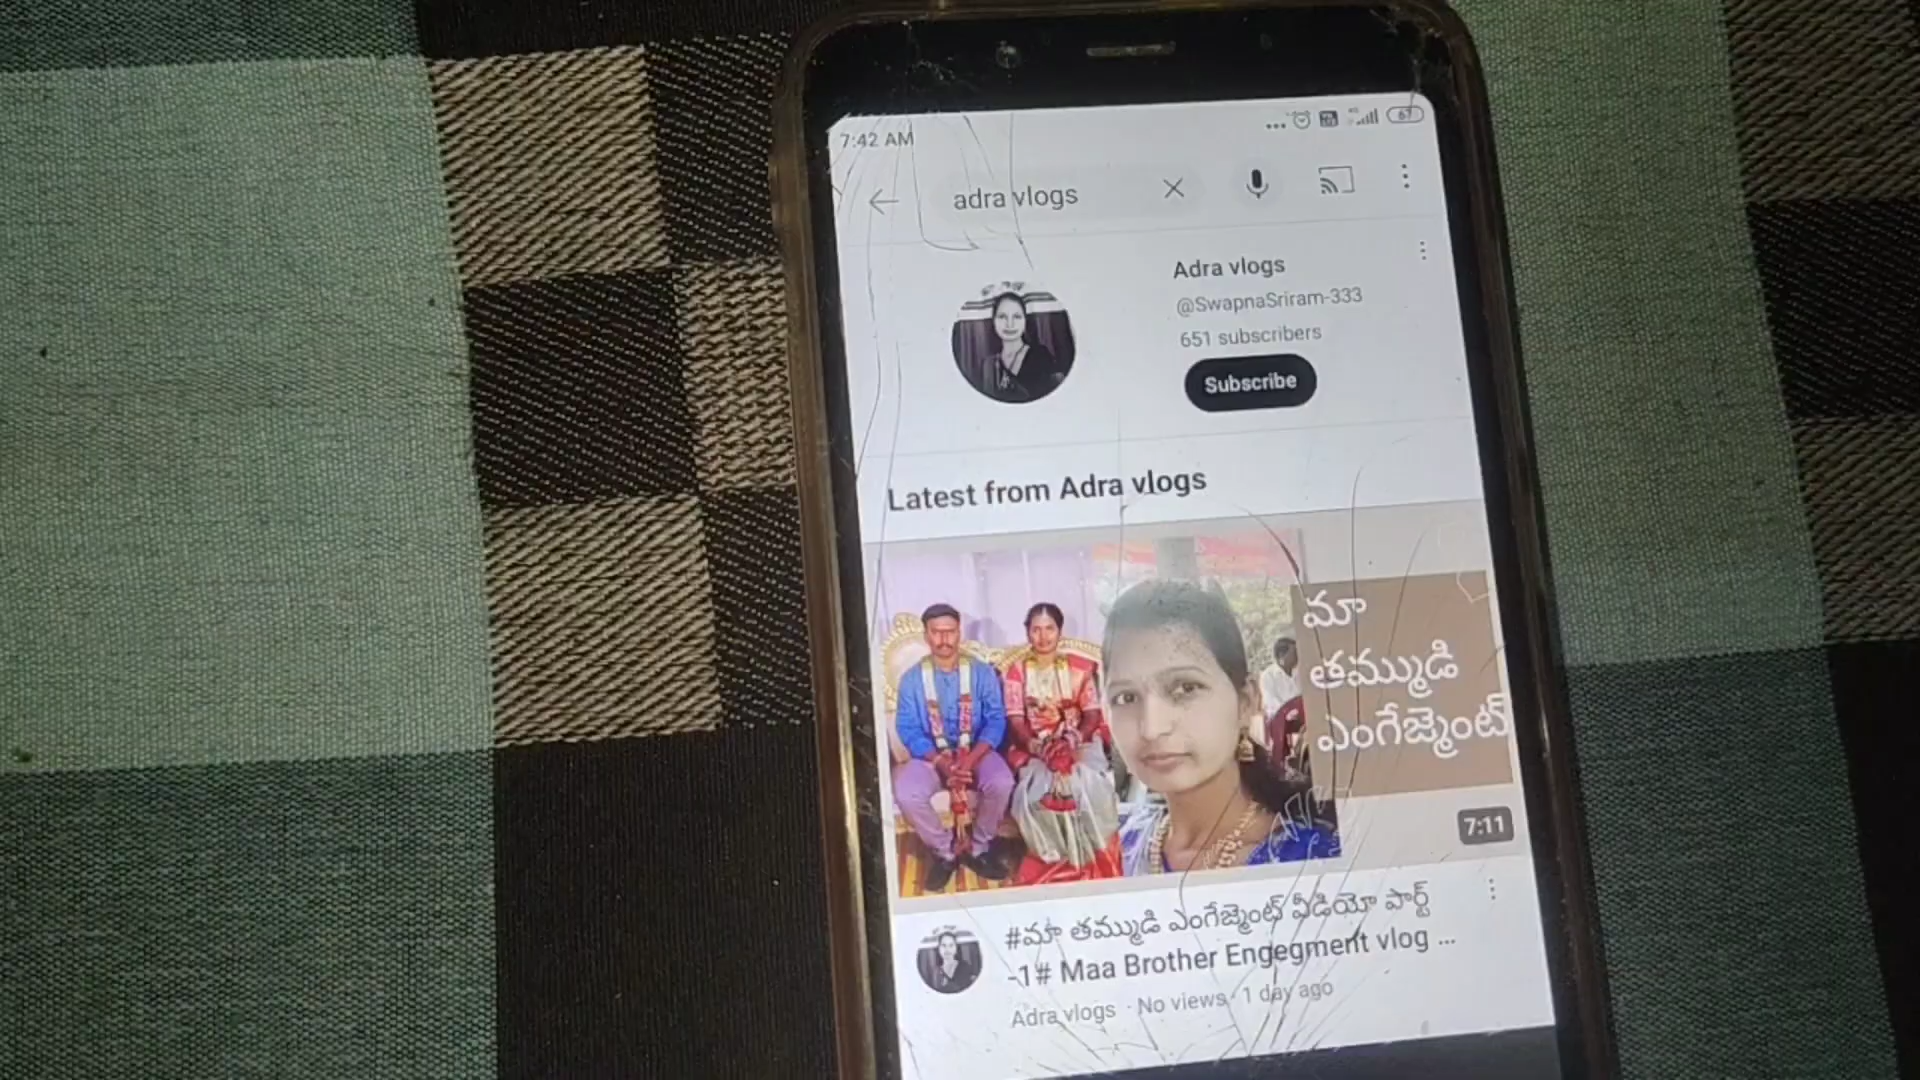 7:42 AM
67
adra vlogs
Adra vlogs
@SwapnaSriram-333
651 subscribers
Subscribe
Latest from Adra vlogs
మా
తమ్ముడి
ఎంగేజ్మెంట్
7:11
#మా తమ్ముడి ఎంగేజ్మెంట్ వీడియో పార్ట్
-1# Maa Brother Engegment vlog ...
Adra vlogs · No views · 1 day ago